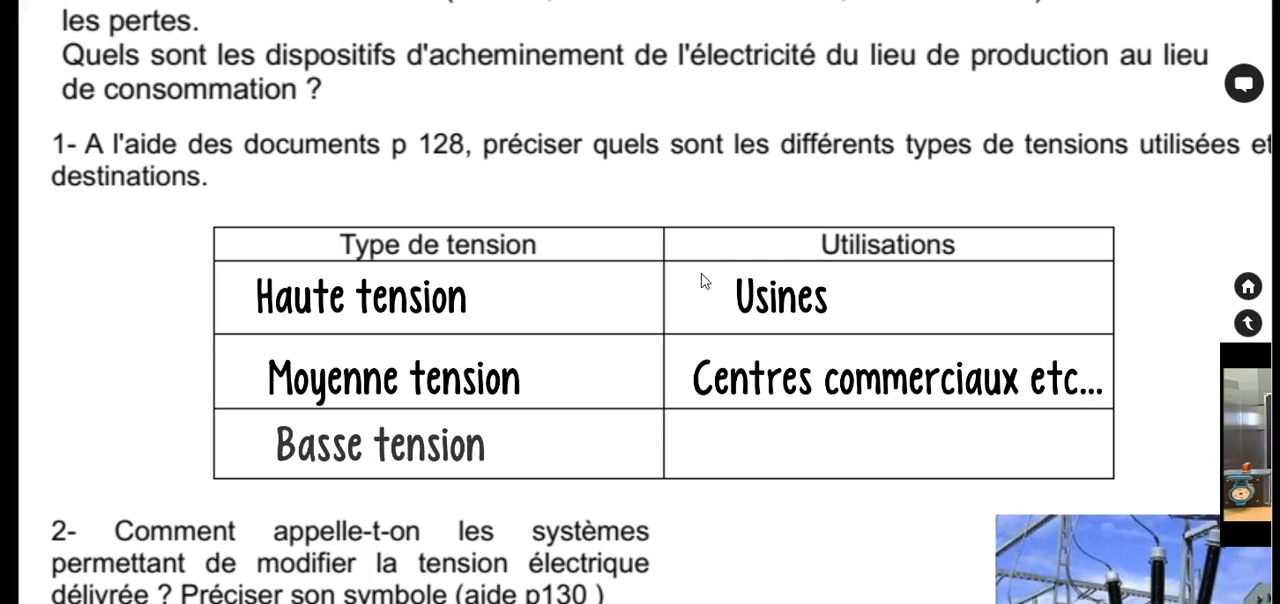 les pertes.
Quels sont les dispositifs d'acheminement de l'électricité du lieu de production au lieu
de consommation ?
1- A l'aide des documents p 128, préciser quels sont les différents types de tensions utilisées et
destinations.
Type de tension Utilisations
Haute tension Usines
Moyenne tension Centres commerciaux etc...
Basse tension
2- Comment appelle-t-on les systèmes
permettant de modifier la tension électrique
délivrée ? Préciser son symbole (aide p130 )